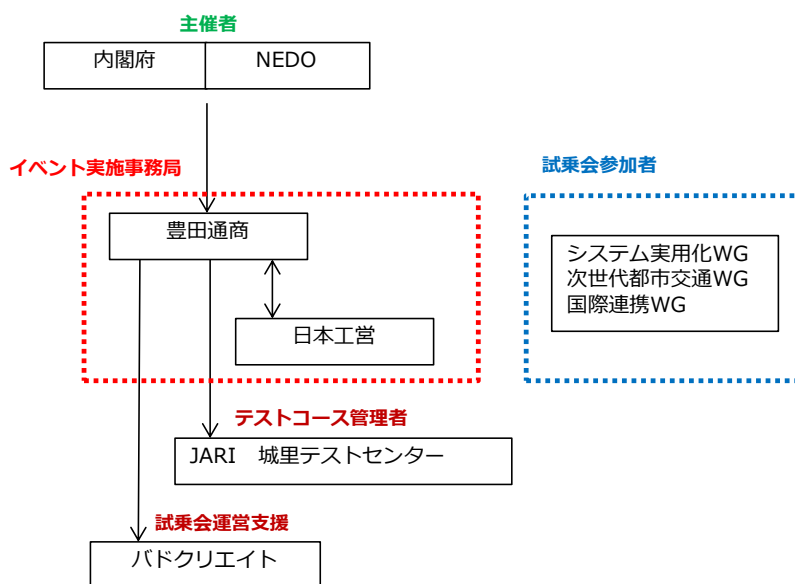 主催者
内閣府 NEDO
イベント実施事務局
試乗会参加者
豊田通商
システム実用化WG
次世代都市交通WG
国際連携WG
日本工営
テストコース管理者
JARI 城里テストセンター
試乗会運営支援
バドクリエイト